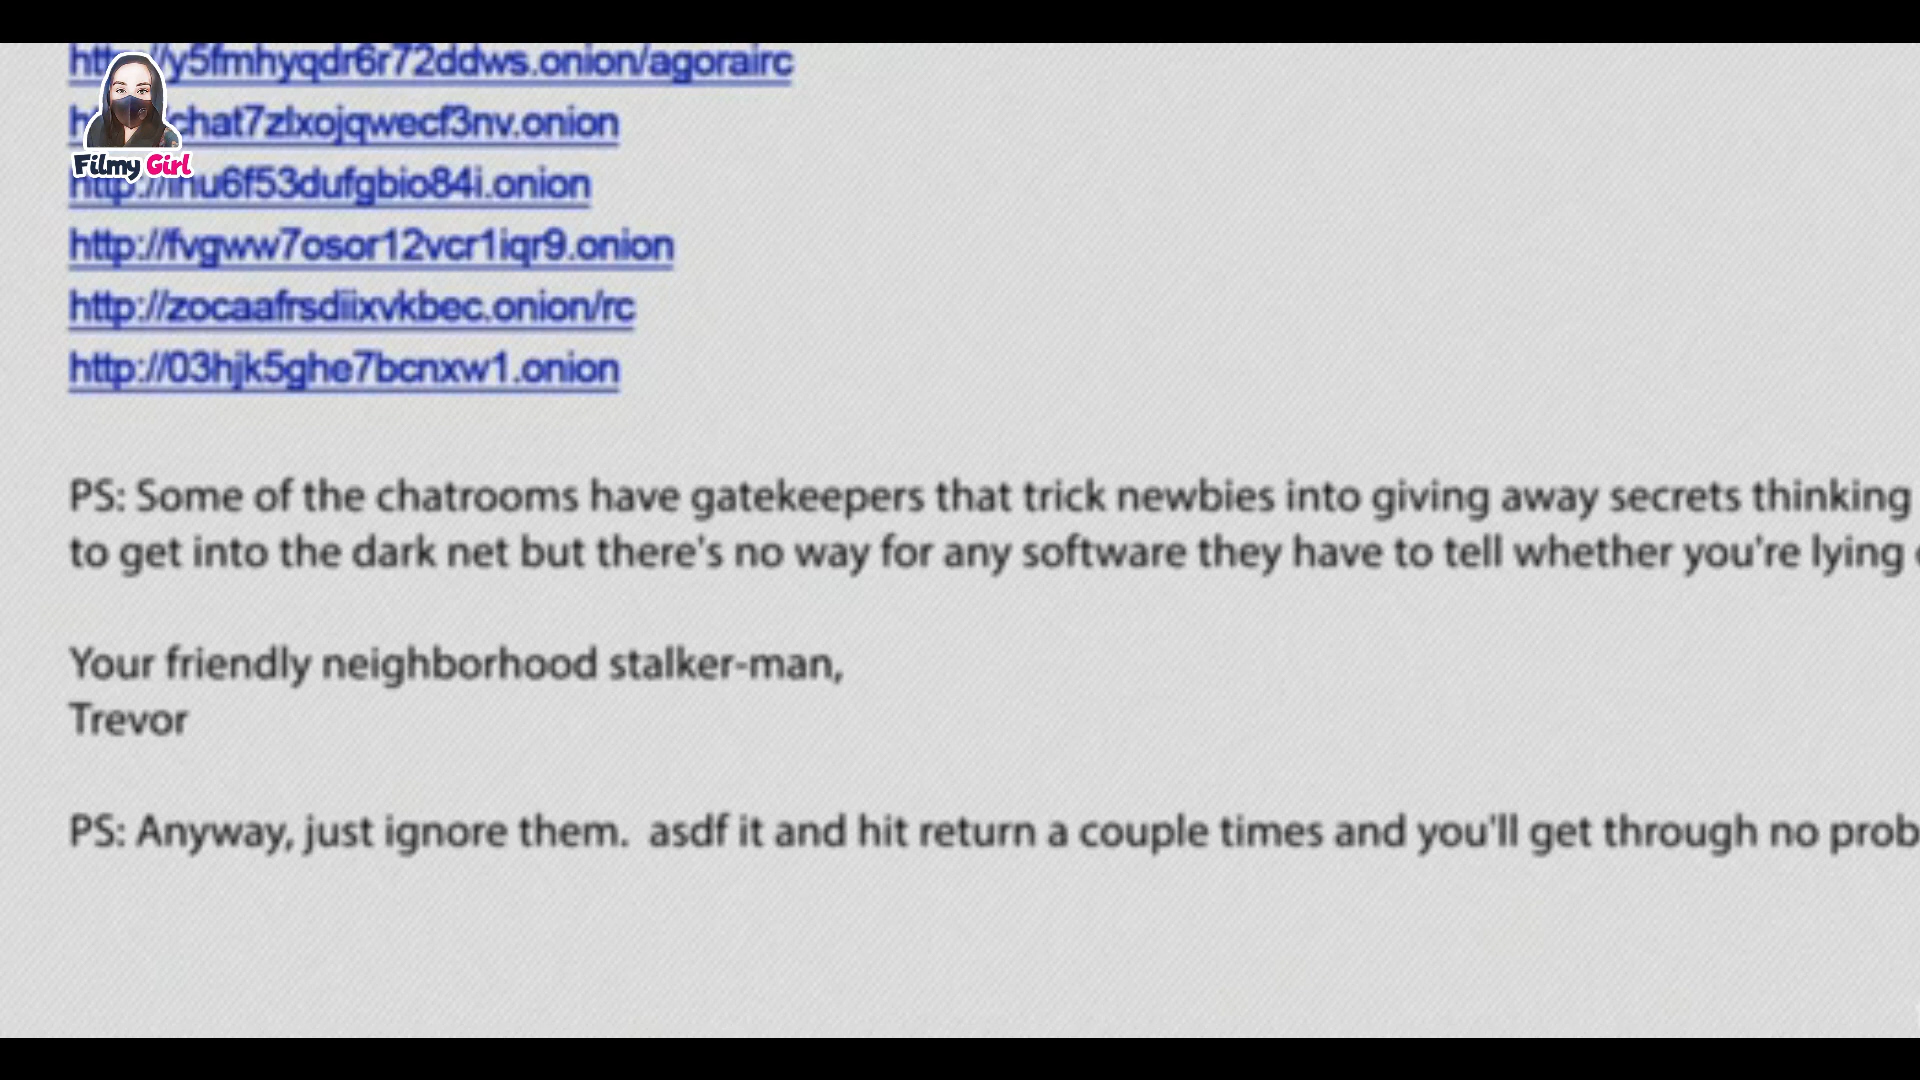 http://y5fmhyqdr6r72ddws.onion/agorairc
chat7zlxojqwecf3nv.onion
Filmy Girl
http://lhu6f53dufgbio84i.onion
http://fvgww7osor12vcr1iqr9.onion
http://zocaafrsdiixvkbec.onion/rc
http://03hjk5ghe7bcnxw1.onion
PS: Some of the chatrooms have gatekeepers that trick newbies into giving away secrets thinking
to get into the dark net but there's no way for any software they have to tell whether you're lying
Your friendly neighborhood stalker-man,
Trevor
PS: Anyway, just ignore them. asdf it and hit return a couple times and you'll get through no prob